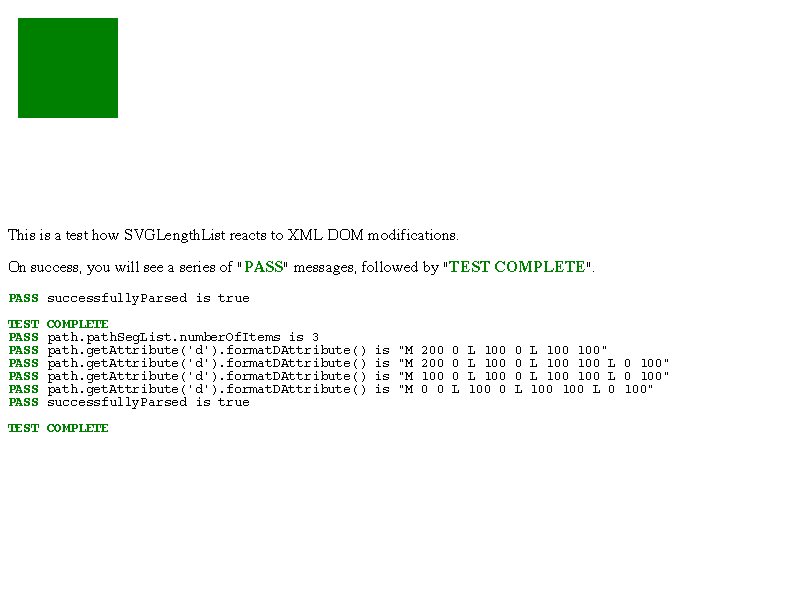 This is a test how SVGLengthList reacts to XML DOM modifications.
On success, you will see a series of "PASS" messages, followed by "TEST COMPLETE".
PASS successfullyParsed is true
TEST COMPLETE
PASS path.pathSegList.numberOfItems is 3
PASS path.getAttribute('d').formatDAttribute() is "M 200 0 L 100 0 L 100 100"
PASS path.getAttribute('d').formatDAttribute() is "M 200 0 L 100 0 L 100 100 L 0 100"
PASS path.getAttribute('d').formatDAttribute() is "M 100 0 L 100 0 L 100 100 L 0 100"
PASS path.getAttribute('d').formatDAttribute() is "M 0 0 L 100 0 L 100 100 L 0 100"
PASS successfullyParsed is true
TEST COMPLETE